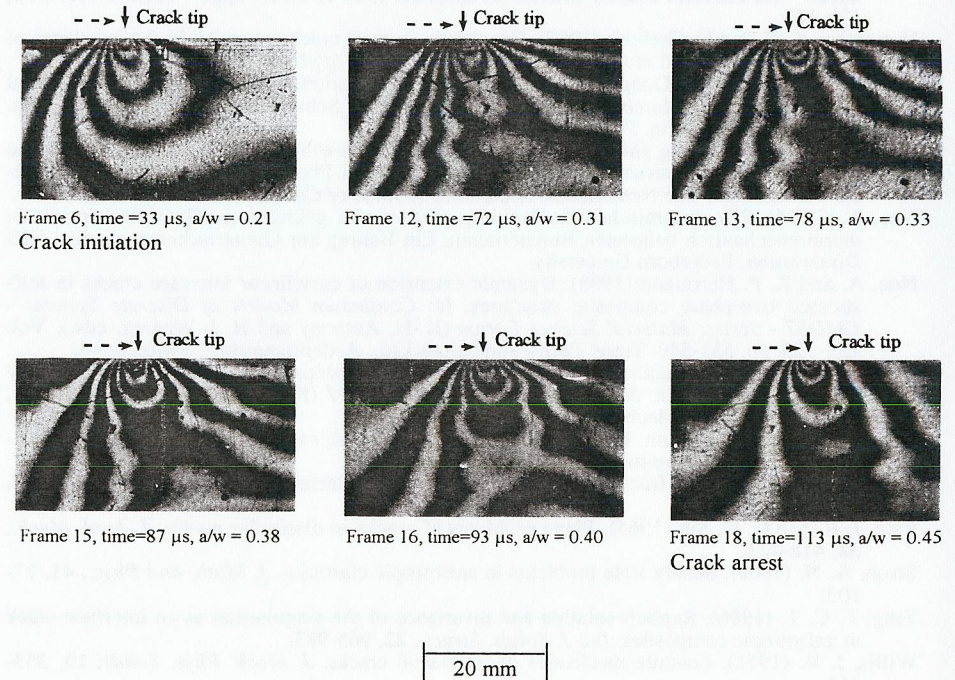 Crack tip
Crack tip
Crack tip
Frame 6, time =33 μs, a/w = 0.21
Frame 12, time =72 μs, a/w = 0.31
Frame 13, time=78 μs, a/w = 0.33
Crack initiation
Crack tip
Crack tip
Crack tip
Frame 15, time=87 μs, a/w = 0.38
Frame 16, time=93 μs, a/w = 0.40
Frame 18, time=113 μs, a/w = 0.45
Crack arrest
20 mm